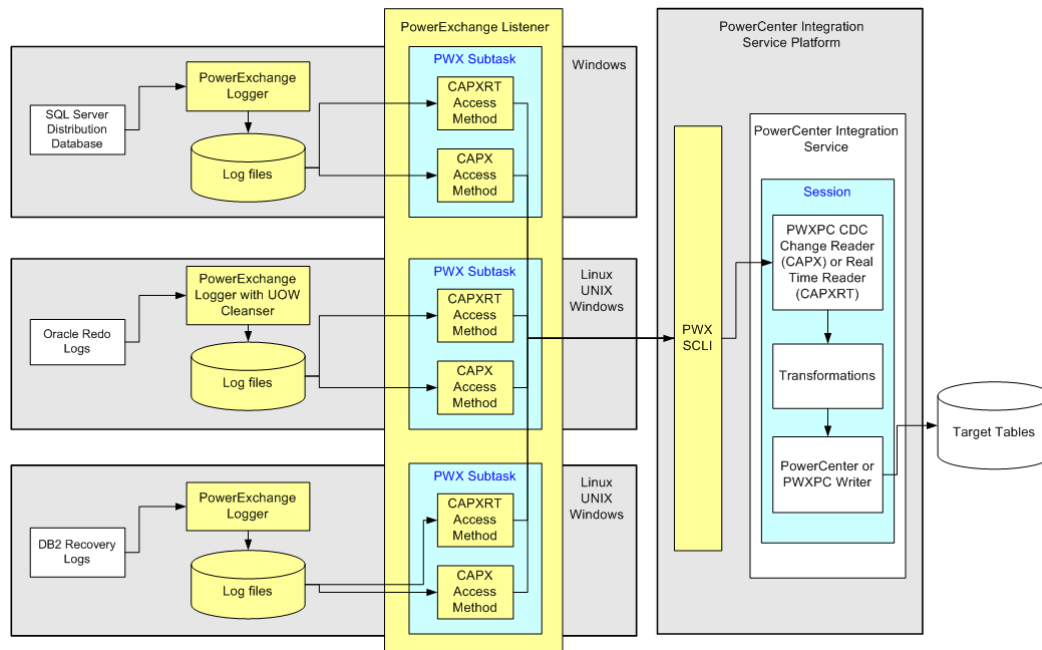 PowerExchange Listener
PowerCenter Integration
Service Platform
PWX Subtask
Windows
SQL Server
Distribution
Database
PowerExchange
Logger
Log files
CAPXRT
Access
Method
CAPX
Access
Method
PWX Subtask
Linux
UNIX
Windows
Oracle Redo
Logs
PowerExchange
Logger with UOW
Cleanser
Log files
CAPXRT
Access
Method
CAPX
Access
Method
PWX Subtask
Linux
UNIX
Windows
DB2 Recovery
Logs
PowerExchange
Logger
Log files
CAPXRT
Access
Method
CAPX
Access
Method
PWX
SCLI
PowerCenter Integration
Service
Session
PWXPC CDC
Change Reader
(CAPX) or Real
Time Reader
(CAPXRT)
Transformations
PowerCenter or
PWXPC Writer
Target Tables